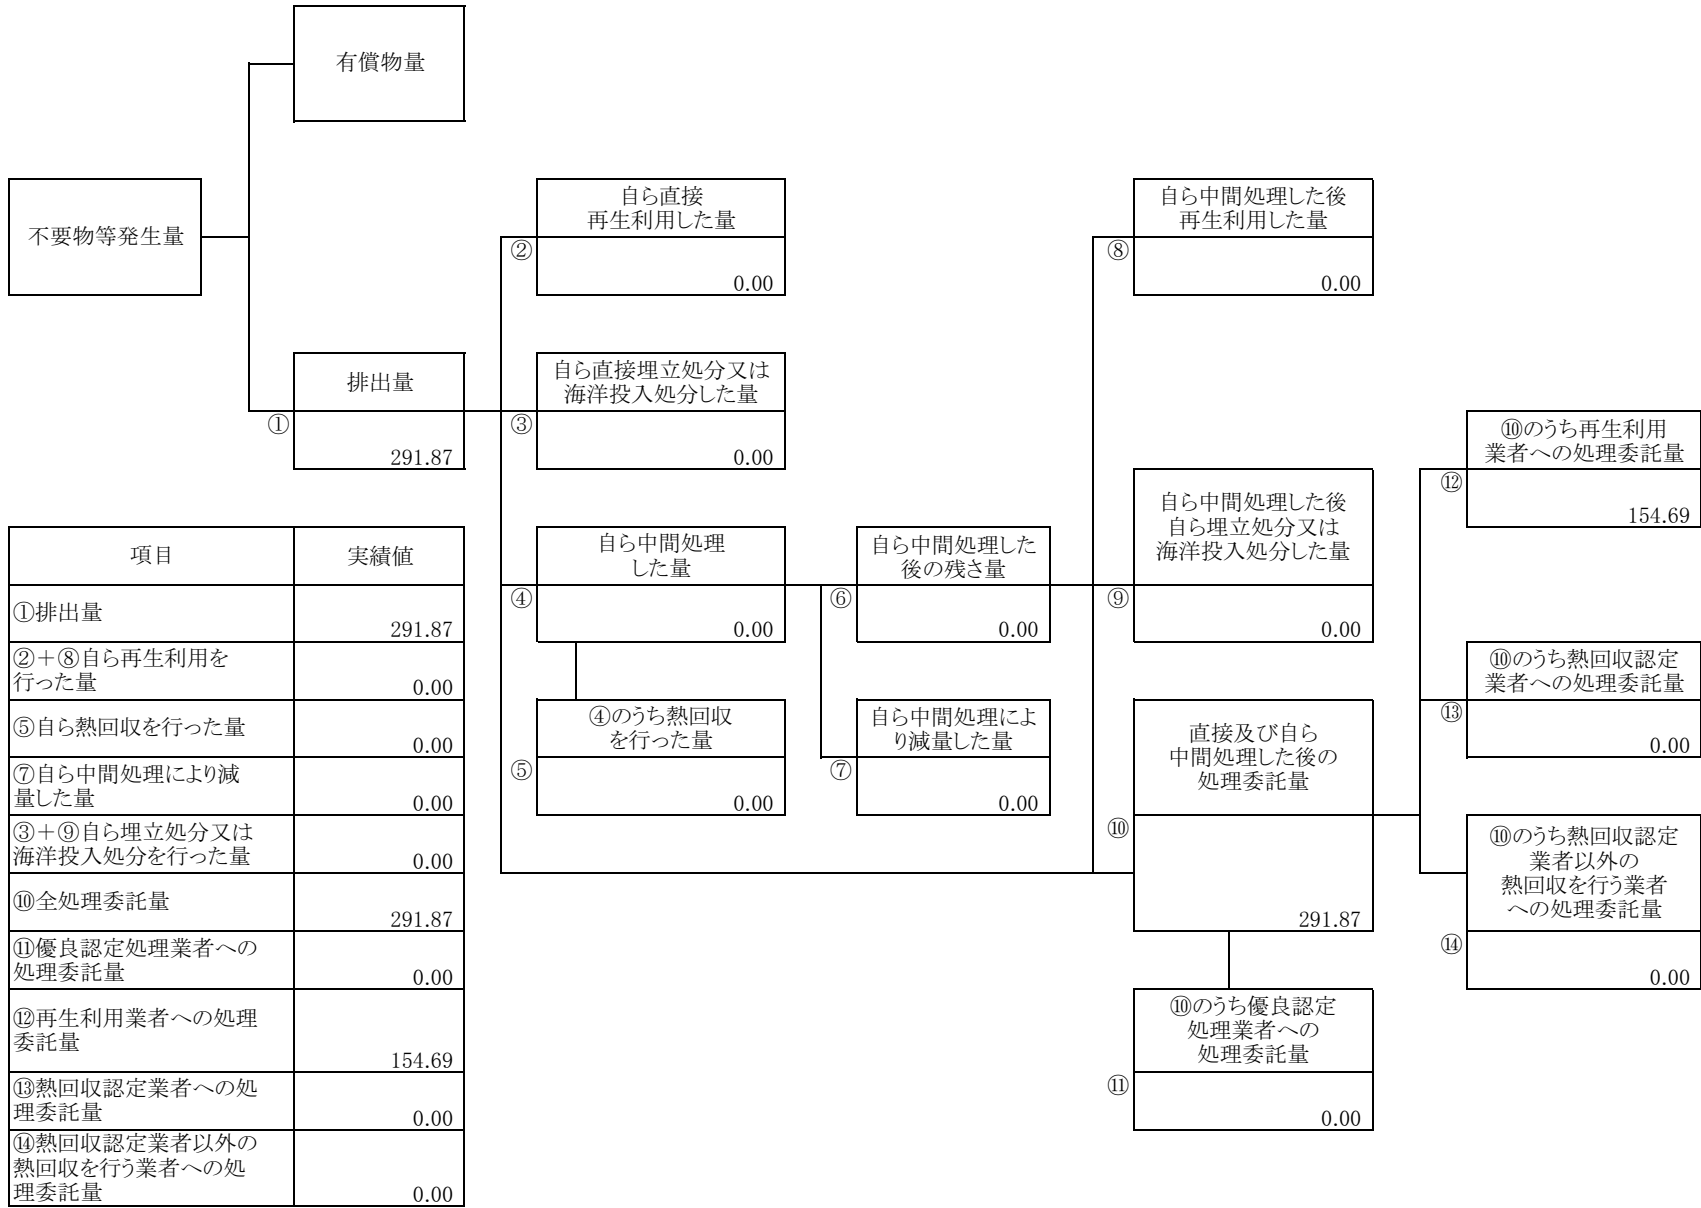 有償物量
不要物等発生量
排出量
①
291.87
自ら直接
再生利用した量
②
0.00
自ら直接埋立処分又は
海洋投入処分した量
③
0.00
自ら中間処理
した量
④
0.00
④のうち熱回収
を行った量
⑤
0.00
自ら中間処理した
後の残さ量
⑥
0.00
自ら中間処理によ
り減量した量
⑦
0.00
自ら中間処理した後
再生利用した量
⑧
0.00
自ら中間処理した後
自ら埋立処分又は
海洋投入処分した量
⑨
0.00
直接及び自ら
中間処理した後の
処理委託量
⑩
291.87
⑩のうち優良認定
処理業者への
処理委託量
⑪
0.00
⑩のうち再生利用
業者への処理委託量
⑫
154.69
⑩のうち熱回収認定
業者への処理委託量
⑬
0.00
⑩のうち熱回収認定
業者以外の
熱回収を行う業者
への処理委託量
⑭
0.00
項目
実績値
①排出量
291.87
②＋⑧自ら再生利用を
行った量
0.00
⑤自ら熱回収を行った量
0.00
⑦自ら中間処理により減
量した量
0.00
③＋⑨自ら埋立処分又は
海洋投入処分を行った量
0.00
⑩全処理委託量
291.87
⑪優良認定処理業者への
処理委託量
0.00
⑫再生利用業者への処理
委託量
154.69
⑬熱回収認定業者への処
理委託量
0.00
⑭熱回収認定業者以外の
熱回収を行う業者への処
理委託量
0.00